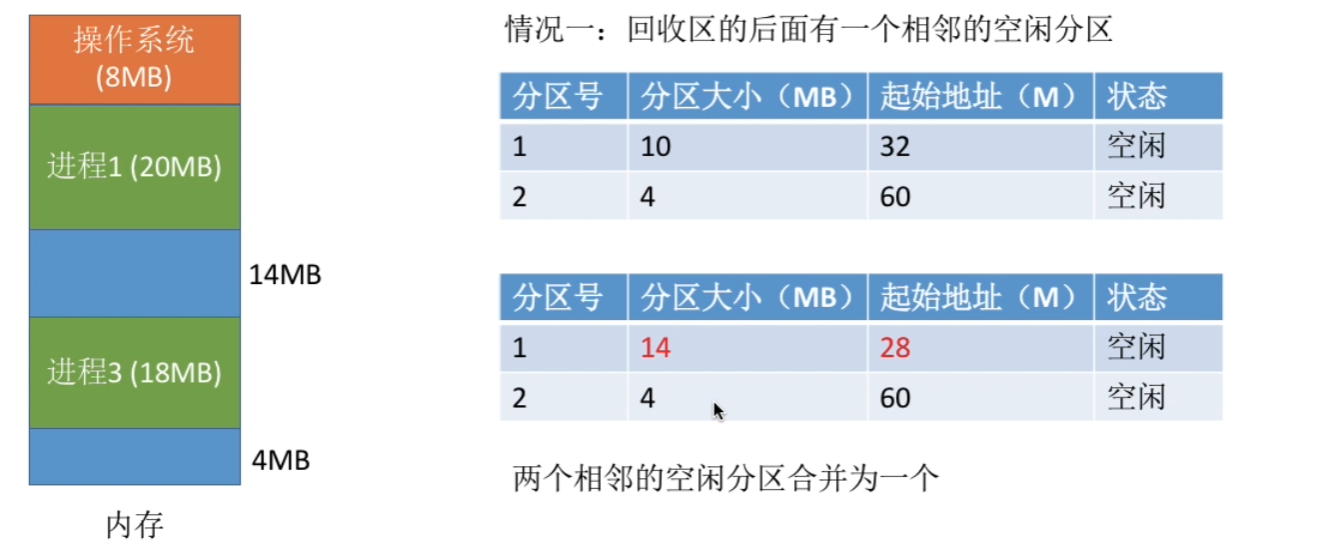 操作系统
(8MB)
进程1 (20MB)
14MB
进程3 (18MB)
4MB
内存
情况一：回收区的后面有一个相邻的空闲分区
分区号 分区大小（MB） 起始地址（M） 状态
1 10 32 空闲
2 4 60 空闲
分区号 分区大小（MB） 起始地址（M） 状态
1 14 28 空闲
2 4 60 空闲
两个相邻的空闲分区合并为一个